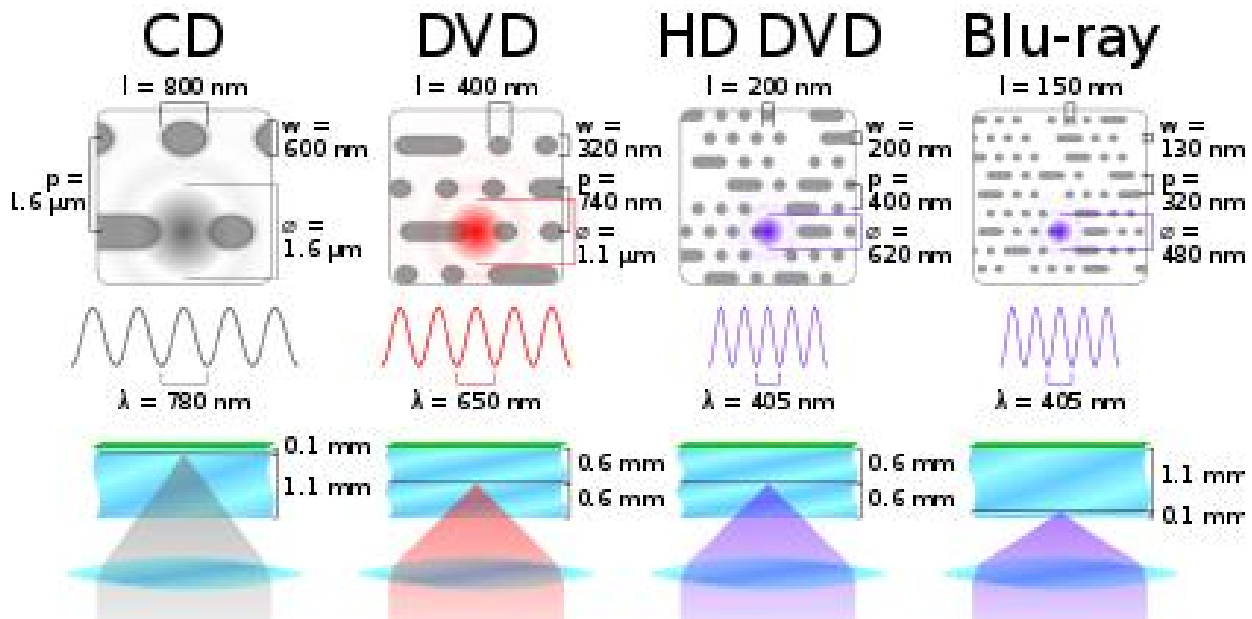 CD
l = 800 nm
w =
600 nm
p =
1.6 µm
ø =
1.6 µm
λ = 780 nm
0.1 mm
1.1 mm
DVD
l = 400 nm
w =
320 nm
p =
740 nm
ø =
1.1 µm
λ = 650 nm
0.6 mm
0.6 mm
HD DVD
l = 200 nm
w =
200 nm
p =
400 nm
ø =
620 nm
λ = 405 nm
0.6 mm
0.6 mm
Blu-ray
l = 150 nm
w =
130 nm
p =
320 nm
ø =
480 nm
λ = 405 nm
1.1 mm
0.1 mm